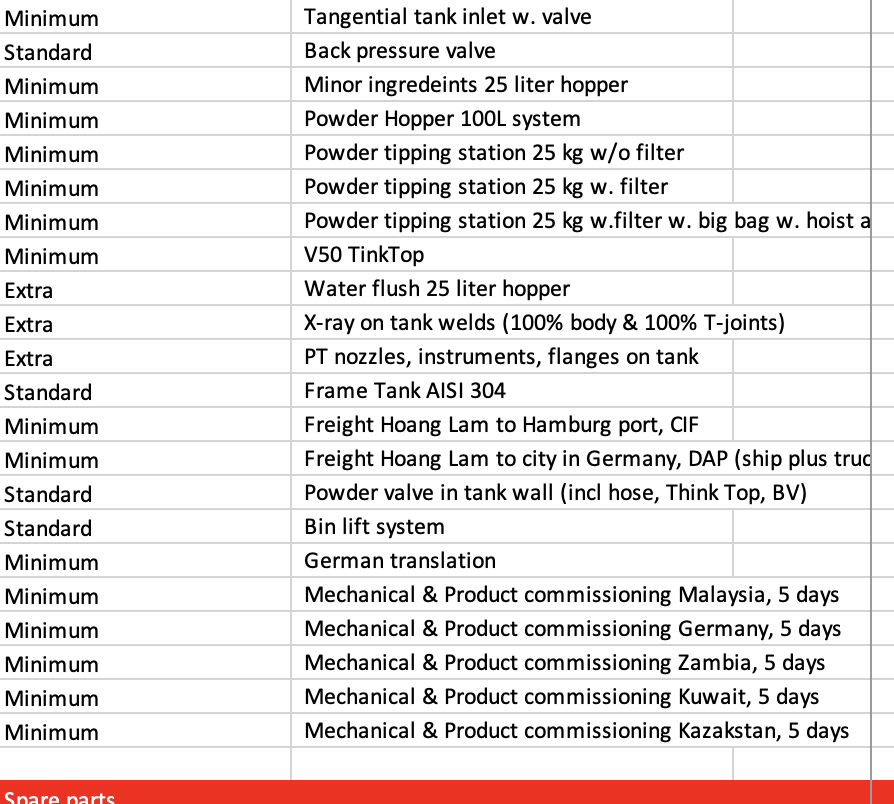 Minimum Tangential tank inlet w. valve
Standard Back pressure valve
Minimum Minor ingredeints 25 liter hopper
Minimum Powder Hopper 100L system
Minimum Powder tipping station 25 kg w/o filter
Minimum Powder tipping station 25 kg w. filter
Minimum Powder tipping station 25 kg w.filter w. big bag w. hoist a
Minimum V50 TinkTop
Extra Water flush 25 liter hopper
Extra X-ray on tank welds (100% body & 100% T-joints)
Extra PT nozzles, instruments, flanges on tank
Standard Frame Tank AISI 304
Minimum Freight Hoang Lam to Hamburg port, CIF
Minimum Freight Hoang Lam to city in Germany, DAP (ship plus truc
Standard Powder valve in tank wall (incl hose, Think Top, BV)
Standard Bin lift system
Minimum German translation
Minimum Mechanical & Product commissioning Malaysia, 5 days
Minimum Mechanical & Product commissioning Germany, 5 days
Minimum Mechanical & Product commissioning Zambia, 5 days
Minimum Mechanical & Product commissioning Kuwait, 5 days
Minimum Mechanical & Product commissioning Kazakstan, 5 days
Spare parts